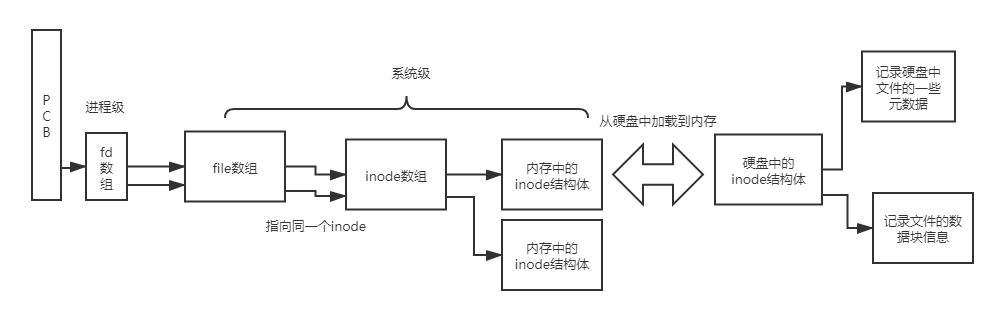 P
C
B
进程级
fd
数
组
系统级
file数组
指向同一个inode
inode数组
内存中的
inode结构体
内存中的
inode结构体
从硬盘中加载到内存
硬盘中的
inode结构体
记录硬盘中
文件的一些
元数据
记录文件的数
据块信息